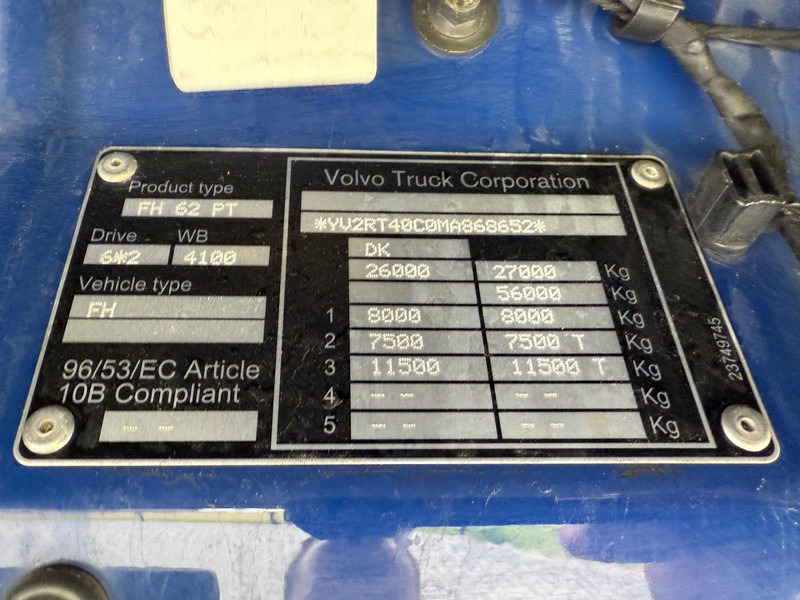 Product type
FH 62 PT
Drive WB
6*2 4100
Vehicle type
FH
96/53/EC Article
10B Compliant
-- --
Volvo Truck Corporation
*YV2RT40C0MA868652*
DK
26000 27000 Kg
56000 Kg
1 8000 8000 Kg
2 7500 7500 T Kg
3 11500 11500 T Kg
4 -- -- -- -- Kg
5 -- -- -- -- Kg
23749745